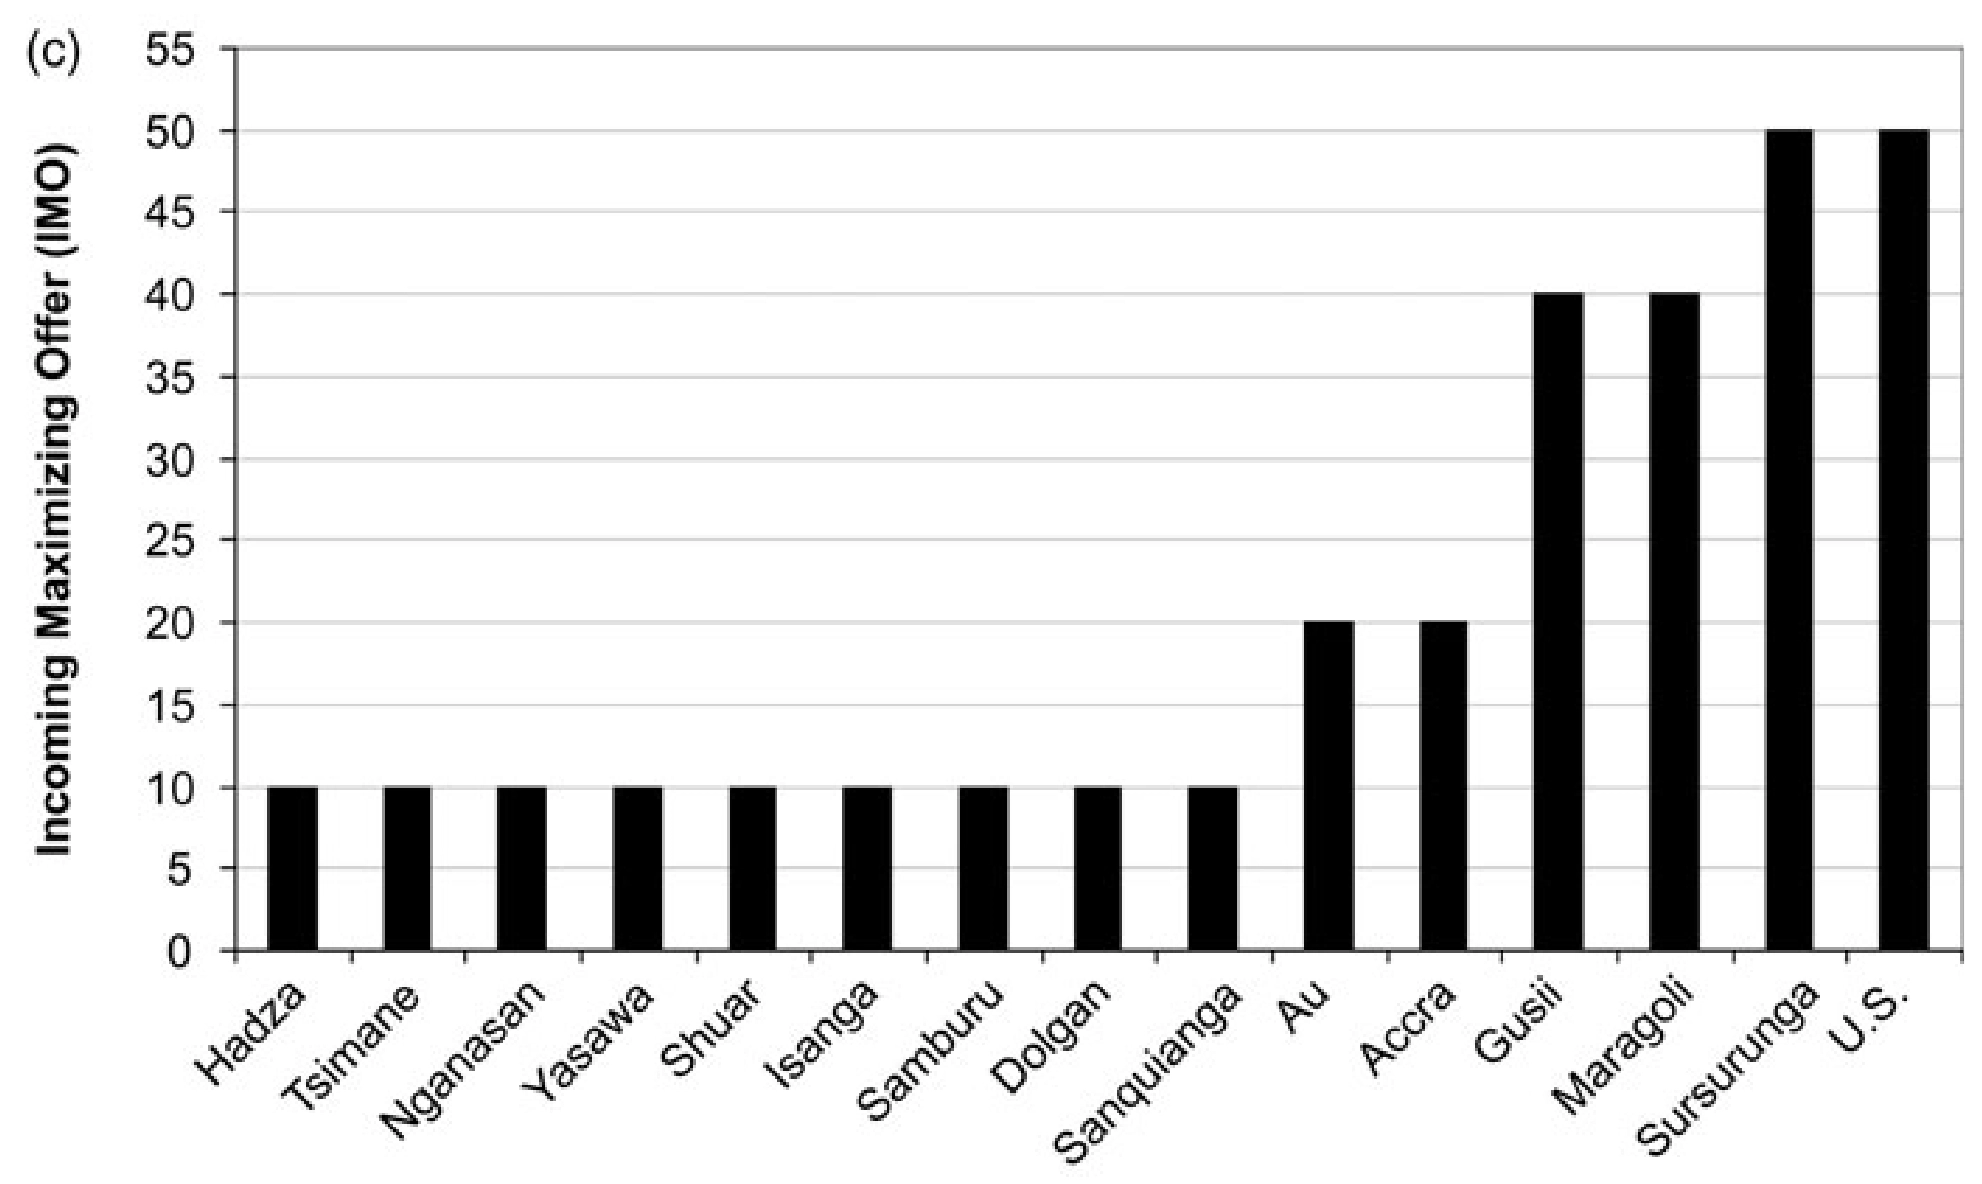 (c)
Incoming Maximizing Offer (IMO)
55
50
45
40
35
30
25
20
15
10
5
0
Hadza
Tsimane
Nganasan
Yasawa
Shuar
Isanga
Samburu
Dolgan
Sanquianga
Au
Accra
Gusii
Maragoli
Sursurunga
U.S.